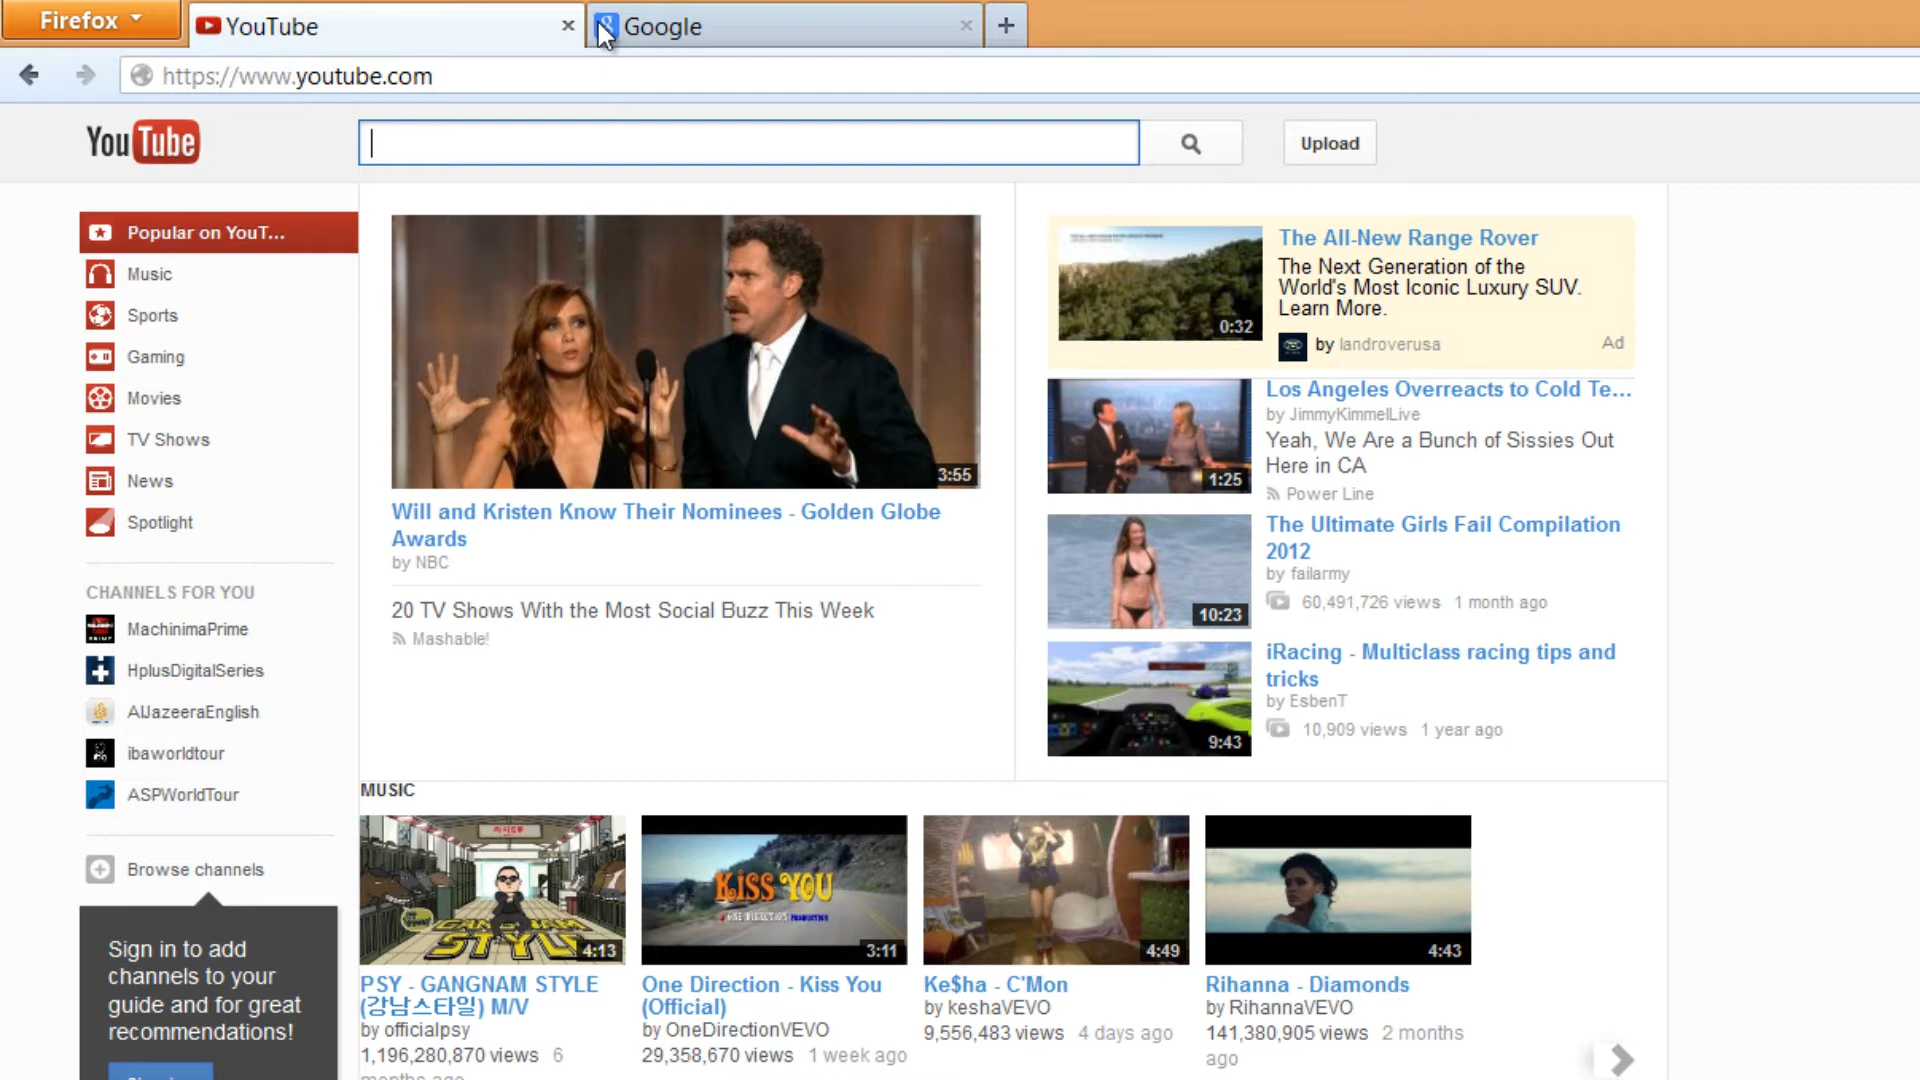 Firefox
YouTube
Google
https://www.youtube.com
YouTube
Upload
Popular on YouT...
Music
Sports
Gaming
Movies
TV Shows
News
Spotlight
CHANNELS FOR YOU
MachinimaPrime
HplusDigitalSeries
AlJazeeraEnglish
ibaworldtour
ASPWorldTour
Browse channels
Sign in to add
channels to your
guide and for great
recommendations!
3:55
Will and Kristen Know Their Nominees - Golden Globe
Awards
by NBC
20 TV Shows With the Most Social Buzz This Week
Mashable!
0:32
The All-New Range Rover
The Next Generation of the
World's Most Iconic Luxury SUV.
Learn More.
by landroverusa
Ad
1:25
Los Angeles Overreacts to Cold Te...
by JimmyKimmelLive
Yeah, We Are a Bunch of Sissies Out
Here in CA
Power Line
10:23
The Ultimate Girls Fail Compilation
2012
by failarmy
60,491,726 views 1 month ago
9:43
iRacing - Multiclass racing tips and
tricks
by EsbenT
10,909 views 1 year ago
MUSIC
GANGNAM
STYLE
4:13
PSY - GANGNAM STYLE
(강남스타일) M/V
by officialpsy
1,196,280,870 views 6
months ago
KiSS YOU
A ONE DIRECTION PRODUCTION
3:11
One Direction - Kiss You
(Official)
by OneDirectionVEVO
29,358,670 views 1 week ago
4:49
Ke$ha - C'Mon
by keshaVEVO
9,556,483 views 4 days ago
4:43
Rihanna - Diamonds
by RihannaVEVO
141,380,905 views 2 months
ago